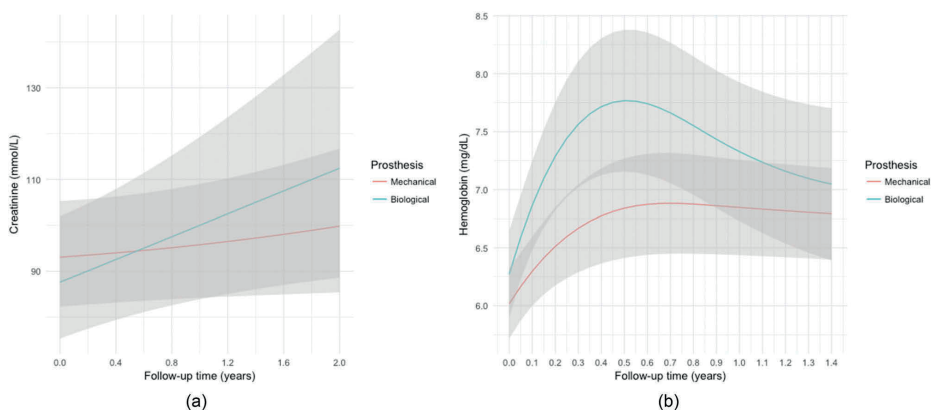 Creatinine (mmol/L)
130
110
90
0.0 0.4 0.8 1.2 1.6 2.0
Follow-up time (years)
Prosthesis
Mechanical
Biological
(a)
Hemoglobin (mg/dL)
8.5
8.0
7.5
7.0
6.5
6.0
0.0 0.1 0.2 0.3 0.4 0.5 0.6 0.7 0.8 0.9 1.0 1.1 1.2 1.3 1.4
Follow-up time (years)
Prosthesis
Mechanical
Biological
(b)